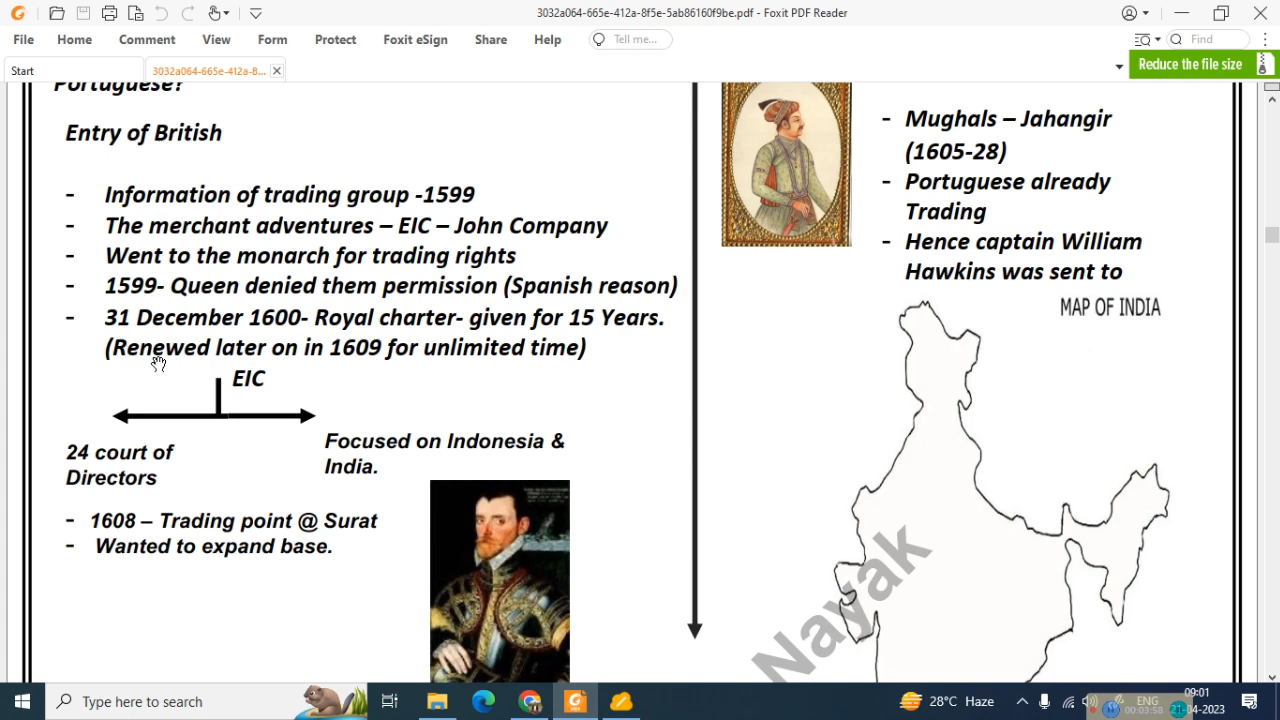 3032a064-665e-412a-8f5e-5ab86160f9be.pdf - Foxit PDF Reader
File Home Comment View Form Protect Foxit eSign Share Help Tell me... Find
Start 3032a064-665e-412a-8... Reduce the file size
Portuguese?
Entry of British
- Information of trading group -1599
- The merchant adventures – EIC – John Company
- Went to the monarch for trading rights
- 1599- Queen denied them permission (Spanish reason)
- 31 December 1600- Royal charter- given for 15 Years.
(Renewed later on in 1609 for unlimited time)
EIC
24 court of
Directors
Focused on Indonesia &
India.
- 1608 – Trading point @ Surat
- Wanted to expand base.
- Mughals – Jahangir
(1605-28)
- Portuguese already
Trading
- Hence captain William
Hawkins was sent to
MAP OF INDIA
Nayak
Type here to search
28°C Haze
ENG
09:01
21-04-2023
00:03:58